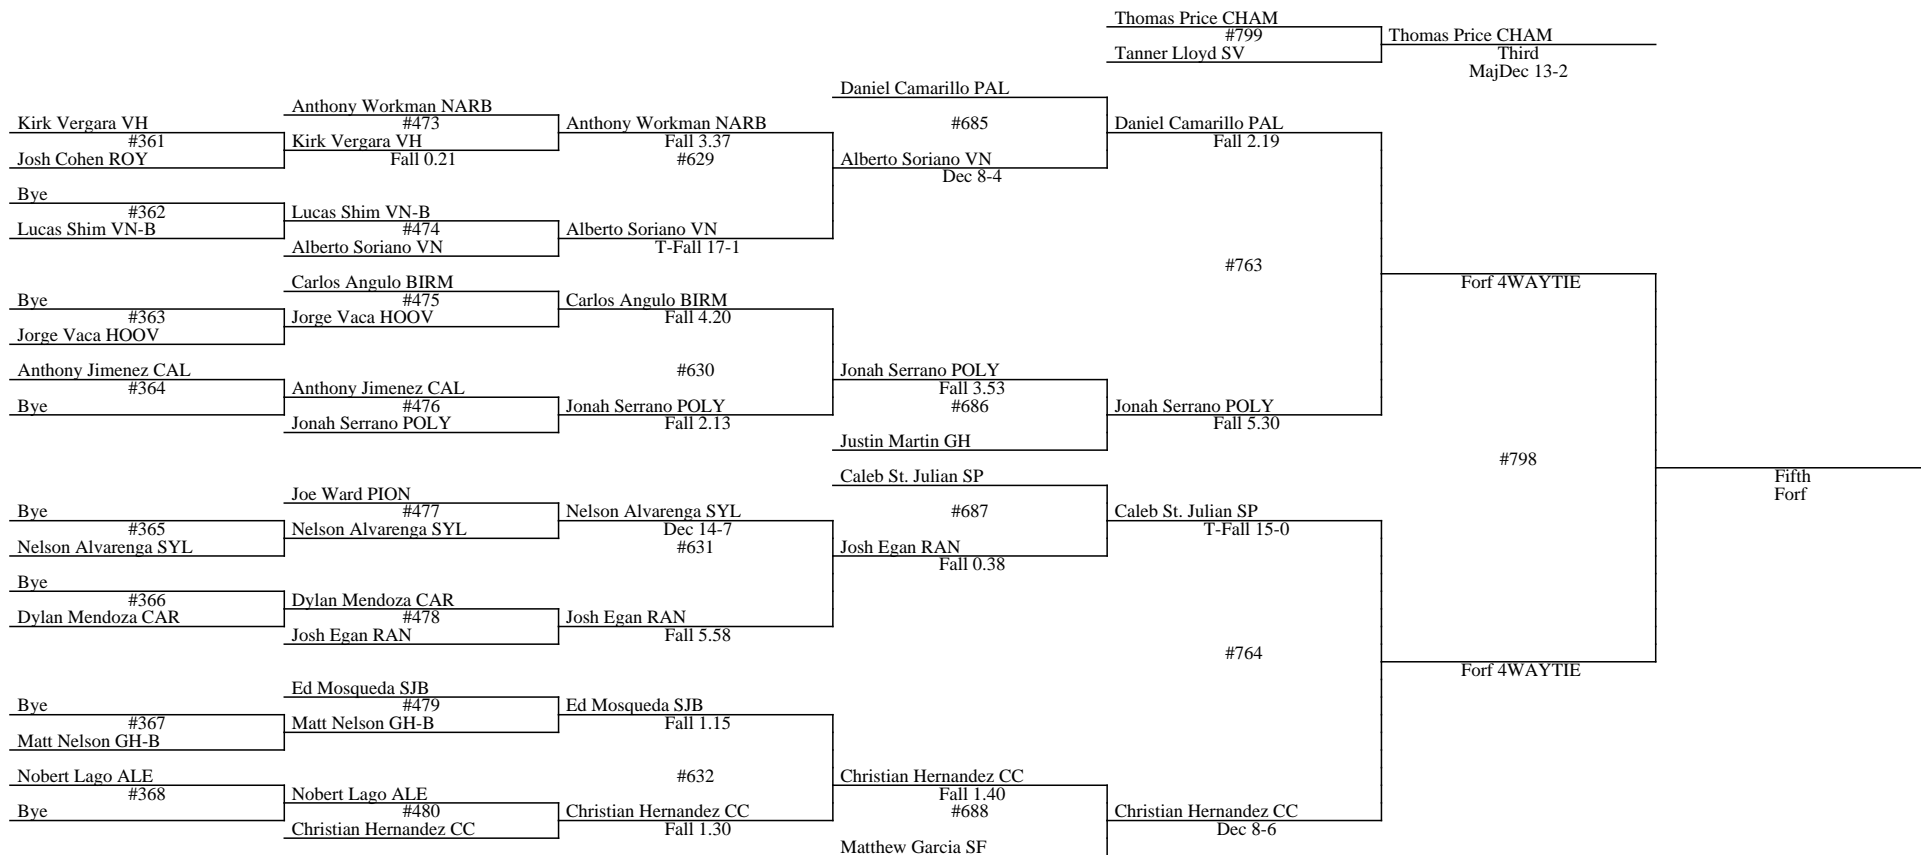 Thomas Price CHAM
#799
Tanner Lloyd SV
Thomas Price CHAM
Third
MajDec 13-2
Kirk Vergara VH
#361
Josh Cohen ROY
Bye
#362
Lucas Shim VN-B
Bye
#363
Jorge Vaca HOOV
Anthony Jimenez CAL
#364
Bye
Bye
#365
Nelson Alvarenga SYL
Bye
#366
Dylan Mendoza CAR
Bye
#367
Matt Nelson GH-B
Nobert Lago ALE
#368
Bye
Anthony Workman NARB
#473
Kirk Vergara VH
Fall 0.21
Lucas Shim VN-B
#474
Alberto Soriano VN
Carlos Angulo BIRM
#475
Jorge Vaca HOOV
Anthony Jimenez CAL
#476
Jonah Serrano POLY
Joe Ward PION
#477
Nelson Alvarenga SYL
Dylan Mendoza CAR
#478
Josh Egan RAN
Ed Mosqueda SJB
#479
Matt Nelson GH-B
Nobert Lago ALE
#480
Christian Hernandez CC
Anthony Workman NARB
Fall 3.37
#629
Alberto Soriano VN
T-Fall 17-1
Carlos Angulo BIRM
Fall 4.20
#630
Jonah Serrano POLY
Fall 2.13
Nelson Alvarenga SYL
Dec 14-7
#631
Josh Egan RAN
Fall 5.58
Ed Mosqueda SJB
Fall 1.15
#632
Christian Hernandez CC
Fall 1.30
Daniel Camarillo PAL
#685
Alberto Soriano VN
Dec 8-4
Jonah Serrano POLY
Fall 3.53
#686
Justin Martin GH
Caleb St. Julian SP
#687
Josh Egan RAN
Fall 0.38
Christian Hernandez CC
Fall 1.40
#688
Matthew Garcia SF
Daniel Camarillo PAL
Fall 2.19
#763
Jonah Serrano POLY
Fall 5.30
Caleb St. Julian SP
T-Fall 15-0
#764
Christian Hernandez CC
Dec 8-6
Forf 4WAYTIE
#798
Forf 4WAYTIE
Fifth
Forf